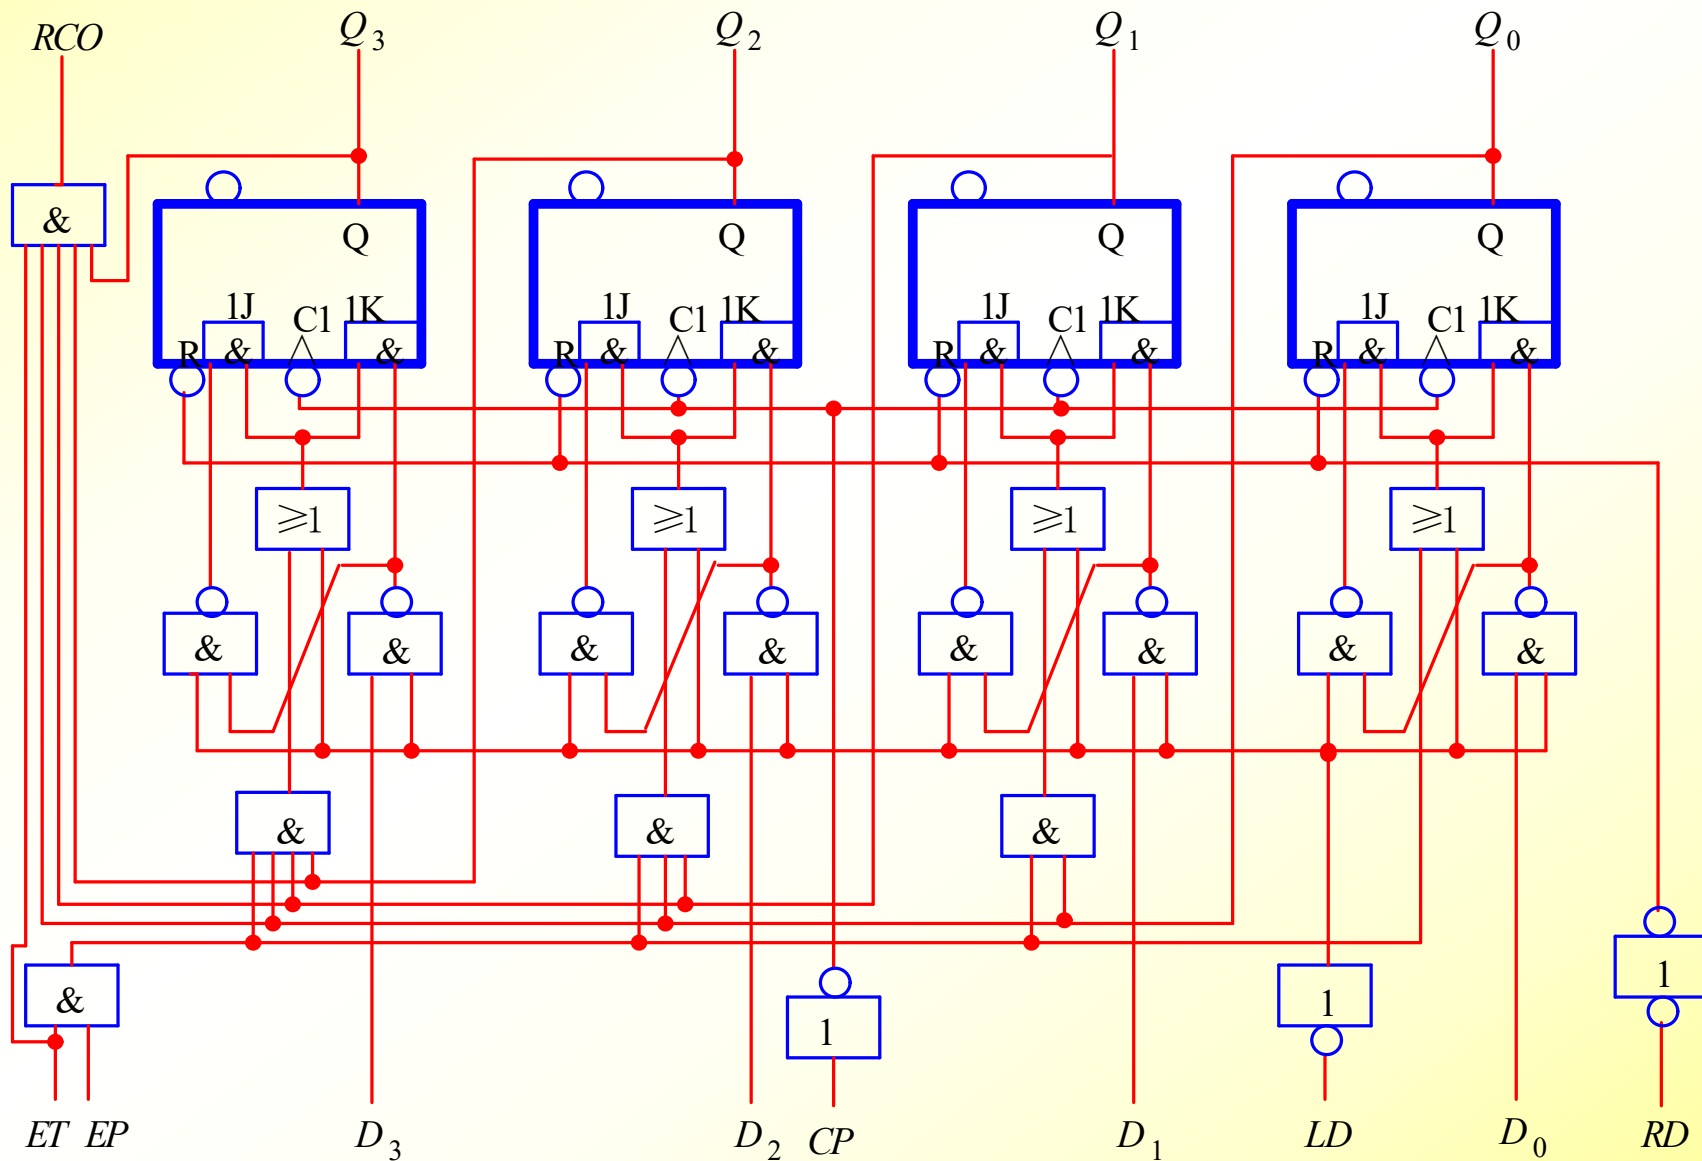 RCO Q3 Q2 Q1 Q0
& Q Q Q Q
1J C1 1K 1J C1 1K 1J C1 1K 1J C1 1K
R & & R & & R & & R & &
≥1 ≥1 ≥1 ≥1
& & & & & & & &
& & &
& 1 1 1
ET EP D3 D2 CP D1 LD D0 RD